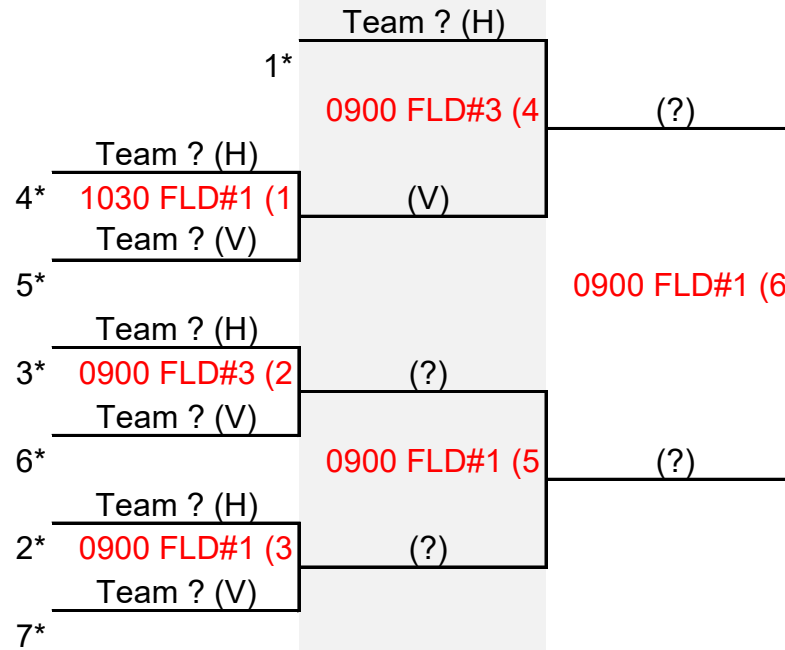 Team ? (H)
1*
0900 FLD#3 (4
(?)
Team ? (H)
4*
1030 FLD#1 (1
(V)
Team ? (V)
5*
0900 FLD#1 (6
Team ? (H)
3*
0900 FLD#3 (2
(?)
Team ? (V)
6*
0900 FLD#1 (5
(?)
Team ? (H)
2*
0900 FLD#1 (3
(?)
Team ? (V)
7*